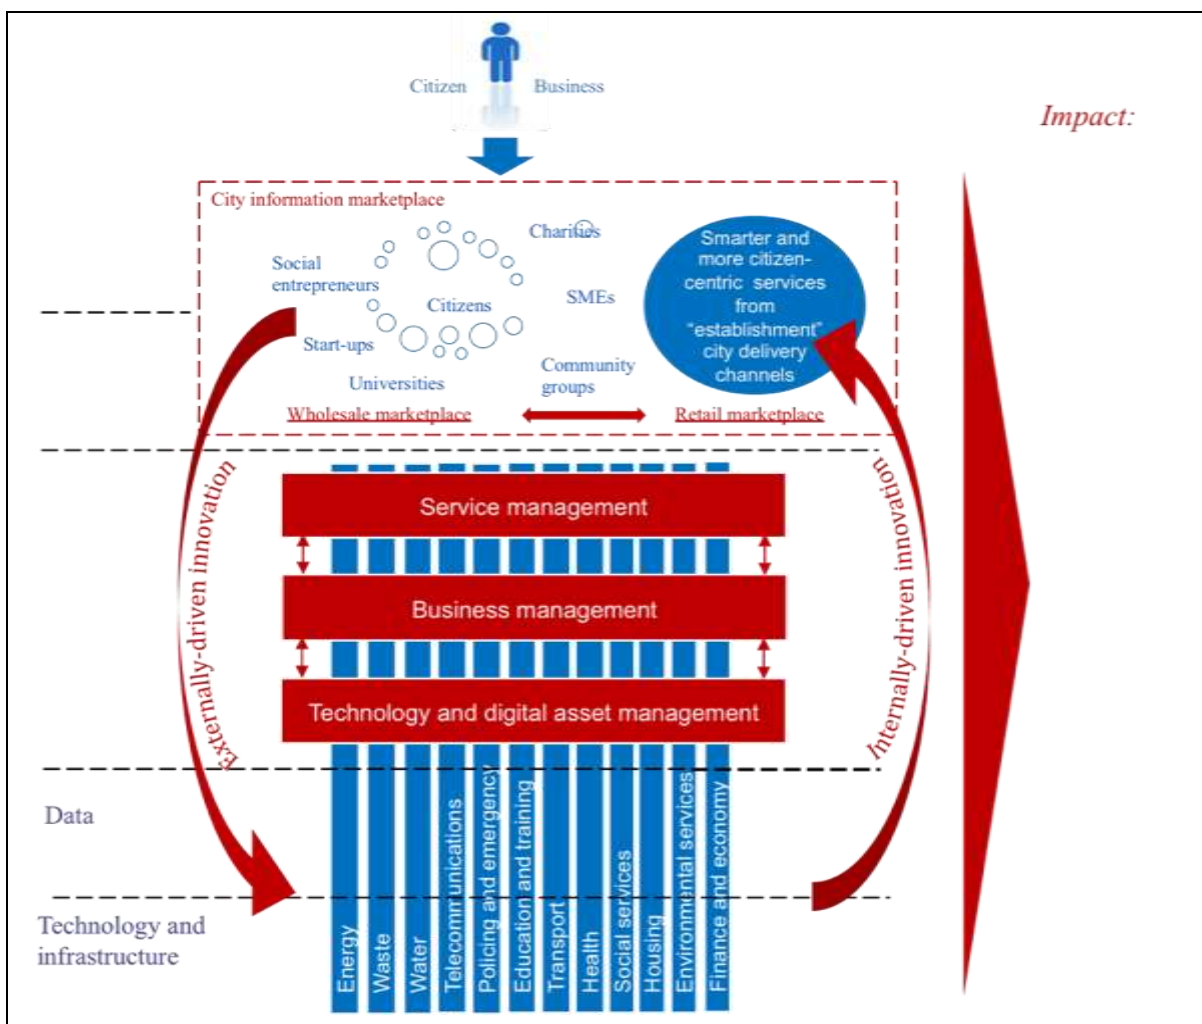 Citizen
Business
Impact:
City information marketplace
Charities
Social
entrepreneurs
Citizens
SMEs
Start-ups
Universities
Community
groups
Smarter and
more citizen-
centric services
from
“establishment”
city delivery
channels
Wholesale marketplace
Retail marketplace
Externally-driven innovation
Internally-driven innovation
Service management
Business management
Technology and digital asset management
Data
Technology and
infrastructure
Energy
Waste
Water
Telecommunications
Policing and emergency
Education and training
Transport
Health
Social services
Housing
Environmental services
Finance and economy